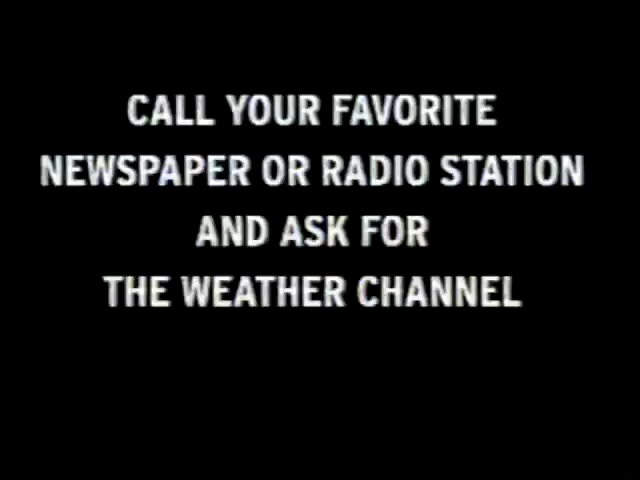 CALL YOUR FAVORITE
NEWSPAPER OR RADIO STATION
AND ASK FOR
THE WEATHER CHANNEL